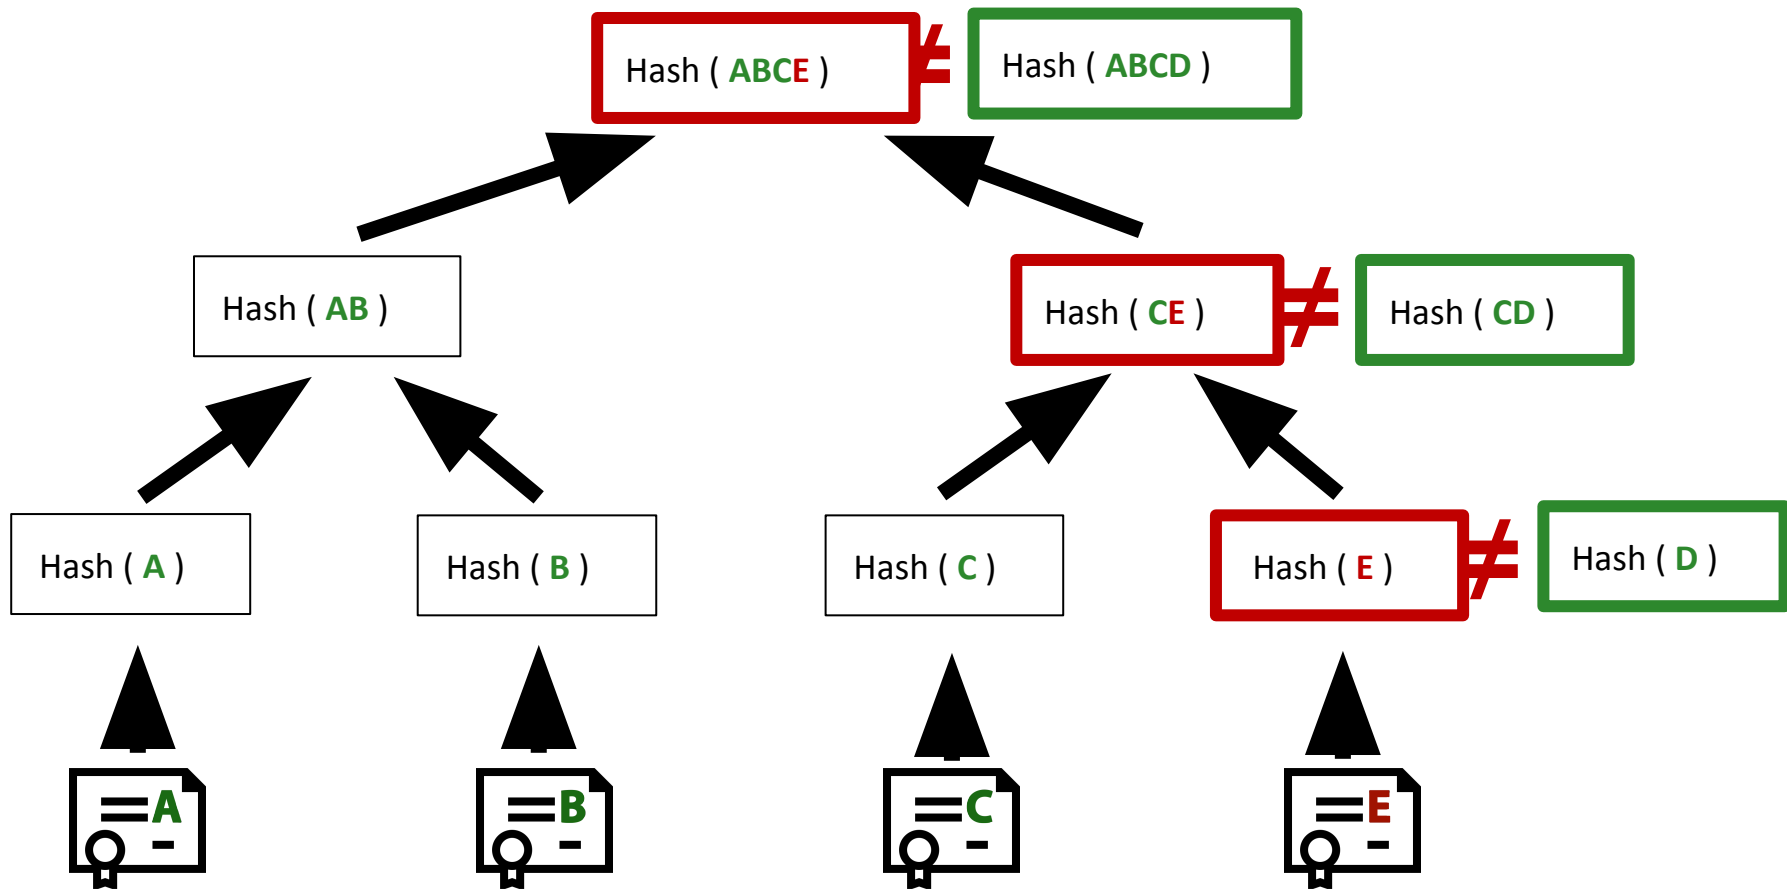 Hash ( ABCE )
≠
Hash ( ABCD )
Hash ( AB )
Hash ( CE )
≠
Hash ( CD )
Hash ( A )
Hash ( B )
Hash ( C )
Hash ( E )
≠
Hash ( D )
A
B
C
E